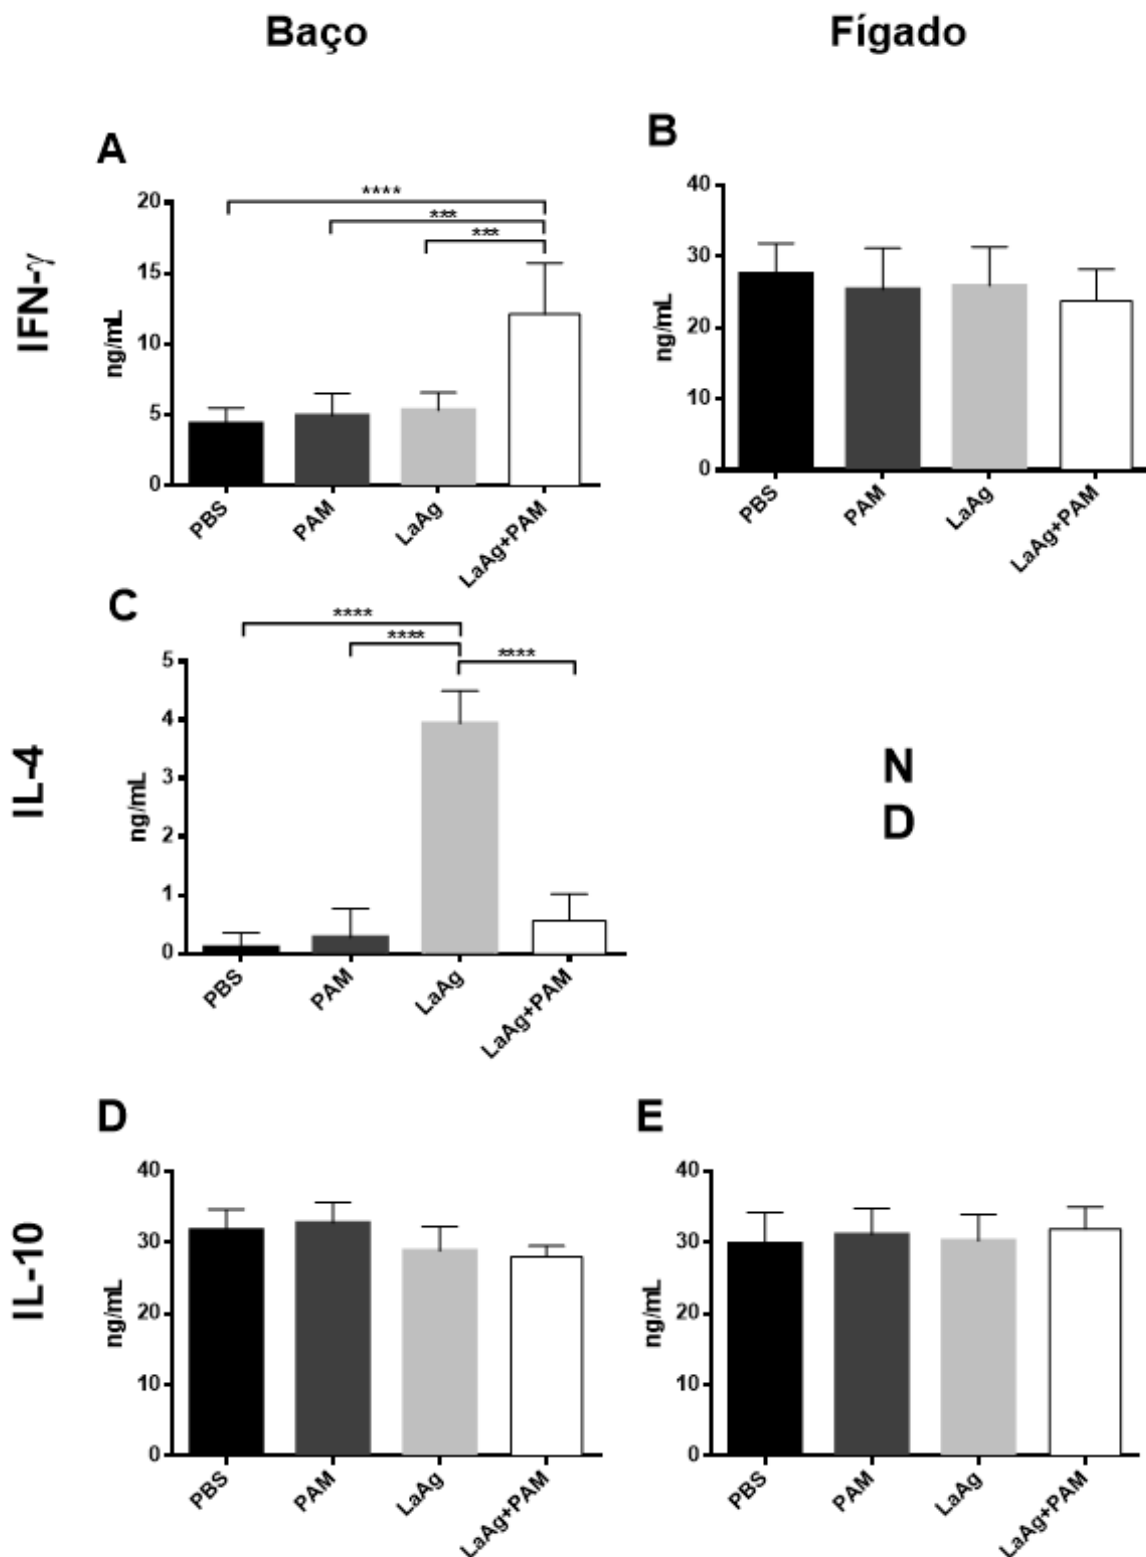 Baço
Fígado
IFN-γ
A
****
***
***
ng/mL
20
15
10
5
0
PBS
PAM
LaAg
LaAg+PAM
B
ng/mL
40
30
20
10
0
PBS
PAM
LaAg
LaAg+PAM
IL-4
C
****
****
****
ng/mL
5
4
3
2
1
0
PBS
PAM
LaAg
LaAg+PAM
N
D
IL-10
D
ng/mL
40
30
20
10
0
PBS
PAM
LaAg
LaAg+PAM
E
ng/mL
40
30
20
10
0
PBS
PAM
LaAg
LaAg+PAM